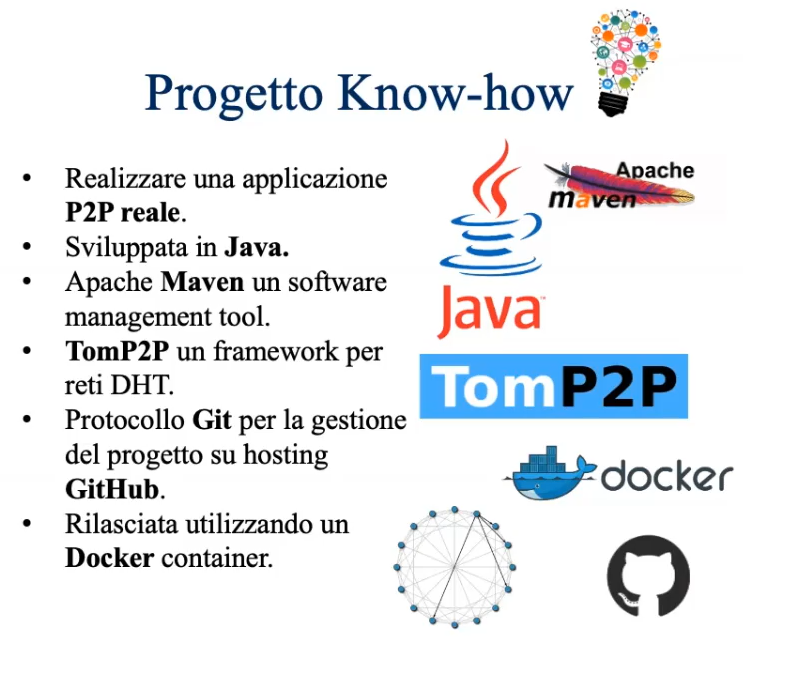 Progetto Know-how
• Realizzare una applicazione
P2P reale.
• Sviluppata in Java.
• Apache Maven un software
management tool.
• TomP2P un framework per
reti DHT.
• Protocollo Git per la gestione
del progetto su hosting
GitHub.
• Rilasciata utilizzando un
Docker container.
Apache
maven
Java™
TomP2P
docker